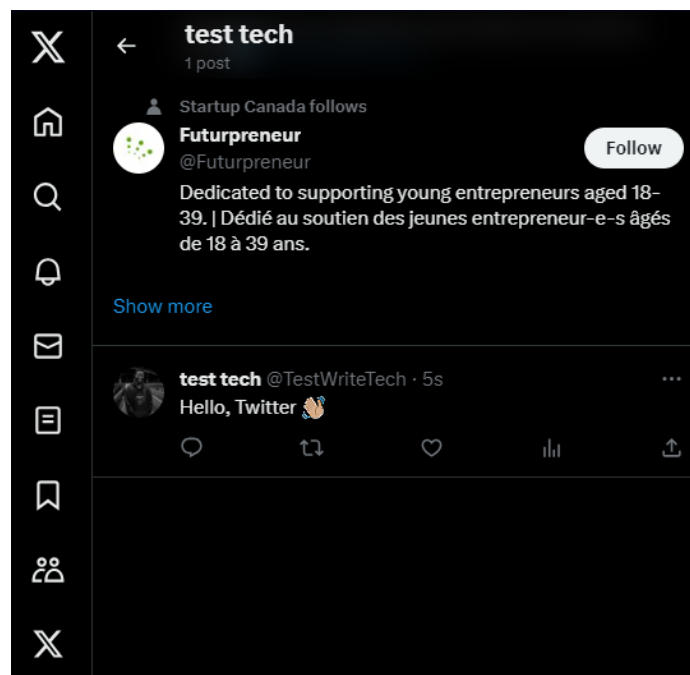 test tech
1 post
Startup Canada follows
Futurpreneur
Follow
@Futurpreneur
Dedicated to supporting young entrepreneurs aged 18-
39. | Dédié au soutien des jeunes entrepreneur-e-s âgés
de 18 à 39 ans.
Show more
test tech @TestWriteTech · 5s
Hello, Twitter 👋🏼